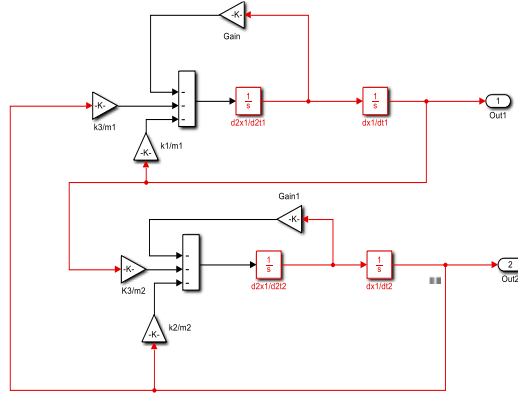 -K-
Gain
-K-
k3/m1
-
-
-
1
s
d2x1/d2t1
1
s
dx1/dt1
1
Out1
-K-
k1/m1
Gain1
-K-
-K-
K3/m2
-
-
-
1
s
d2x1/d2t2
1
s
dx1/dt2
2
Out2
-K-
k2/m2